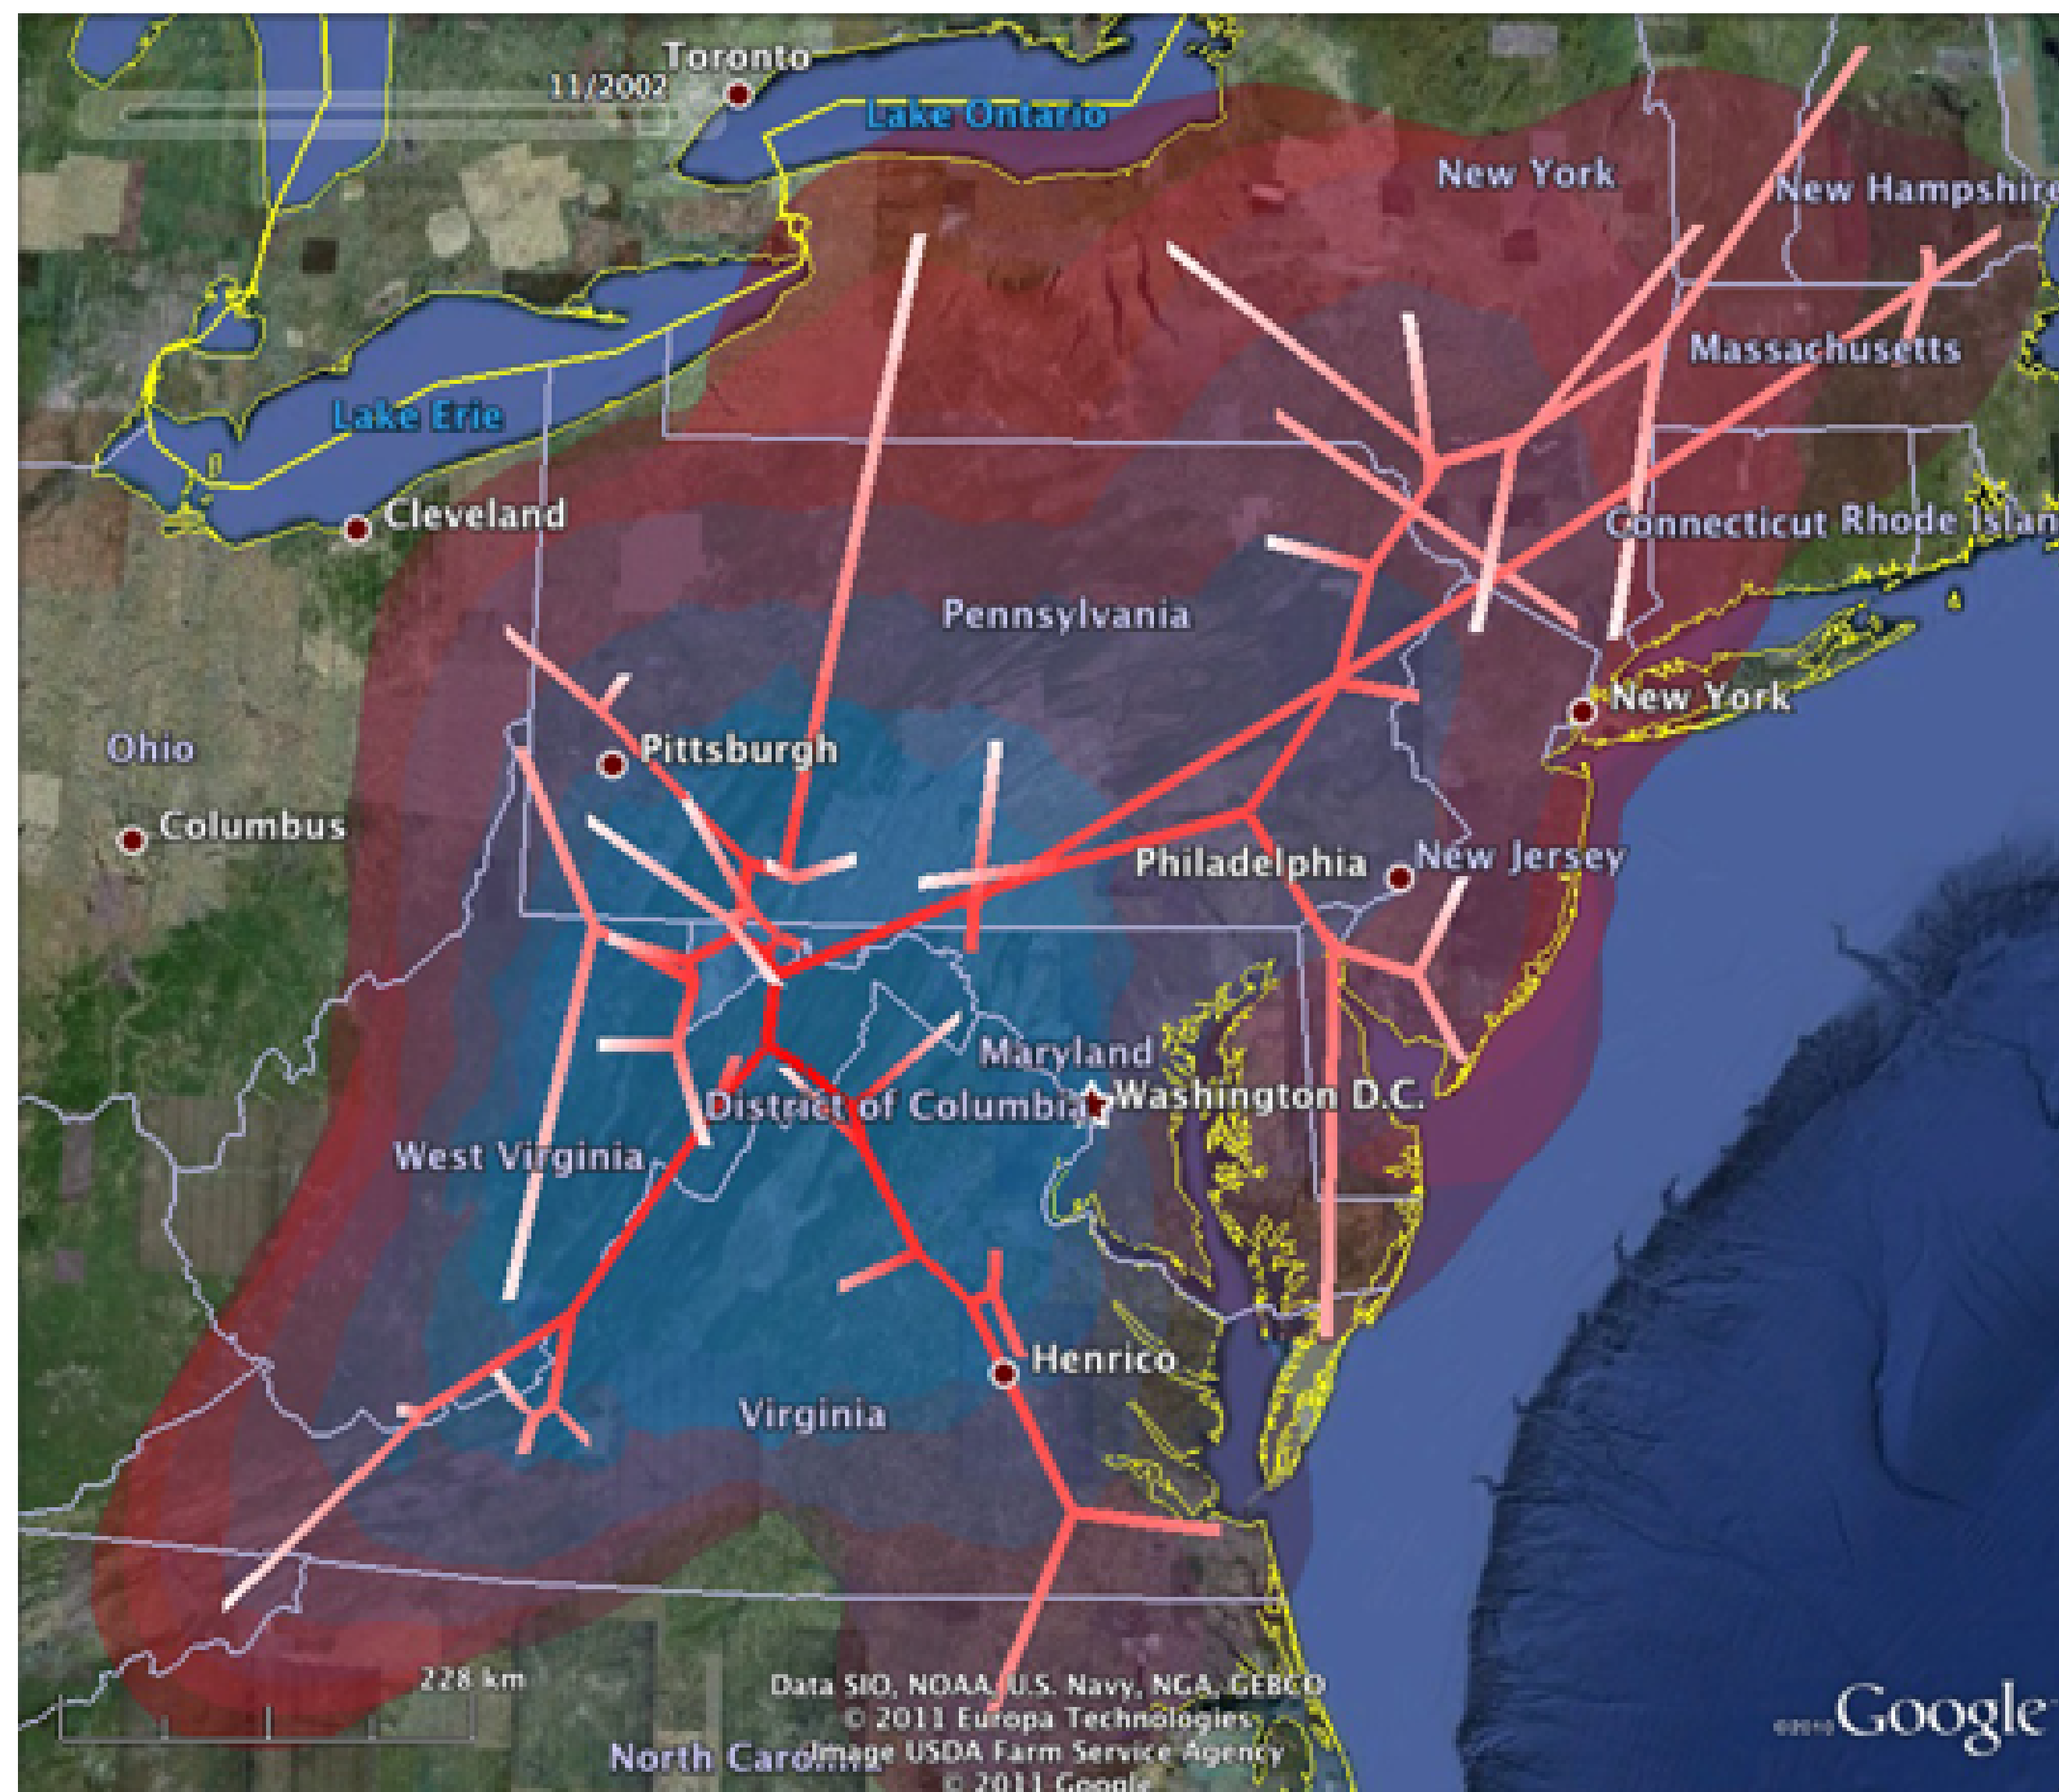 Toronto
11/2002
Lake Ontario
New York
New Hampshire
Massachusetts
Lake Erie
Cleveland
Connecticut
Rhode Islan
Pennsylvania
New York
Ohio
Pittsburgh
Columbus
Philadelphia
New Jersey
Maryland
District of Columbia
Washington D.C.
West Virginia
Henrico
Virginia
228 km
Data SIO, NOAA, U.S. Navy, NGA, GEBCO
© 2011 Europa Technologies
Image USDA Farm Service Agency
North Caro
© 2011 Google
©2010 Google